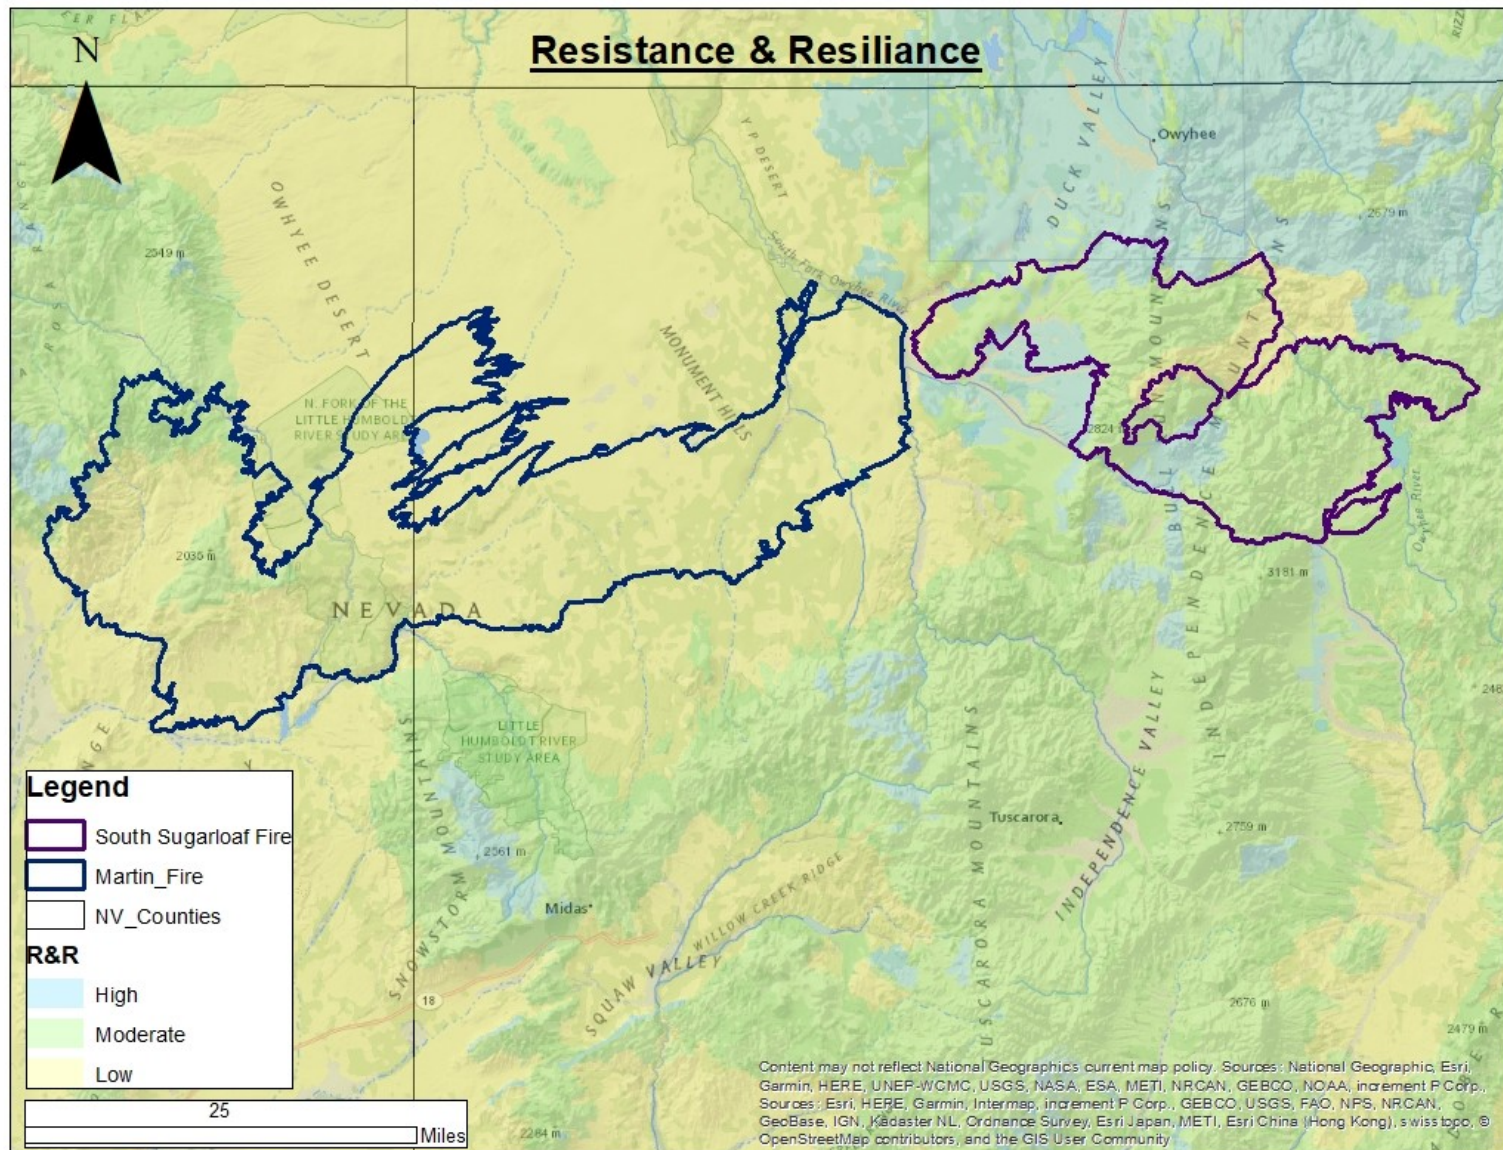 Resistance & Resiliance
N
YP DESERT
DUCK VALLEY
Owyhee
OWHYEE DESERT
2549 m
2679 m
South Fork Owyhee River
MONUMENT HILLS
N. FORK OF THE
LITTLE HUMBOLDT
RIVER STUDY AREA
2824 m
BULL RUN MOUNTAINS
INDEPENDENCE MOUNTAINS
Owyhee River
2035 m
3181 m
NEVADA
LITTLE
HUMBOLDT RIVER
STUDY AREA
SNOWSTORM MOUNTAINS
2561 m
Midas
WILLOW CREEK RIDGE
SQUAW VALLEY
18
TUSCARORA MOUNTAINS
Tuscarora
INDEPENDENCE VALLEY
2759 m
2676 m
2479 m
2284 m
Legend
South Sugarloaf Fire
Martin_Fire
NV_Counties
R&R
High
Moderate
Low
25
Miles
Content may not reflect National Geographic's current map policy. Sources: National Geographic, Esri,
Garmin, HERE, UNEP-WCMC, USGS, NASA, ESA, METI, NRCAN, GEBCO, NOAA, increment P Corp.,
Sources: Esri, HERE, Garmin, Intermap, increment P Corp., GEBCO, USGS, FAO, NPS, NRCAN,
GeoBase, IGN, Kadaster NL, Ordnance Survey, Esri Japan, METI, Esri China (Hong Kong), swisstopo, ©
OpenStreetMap contributors, and the GIS User Community